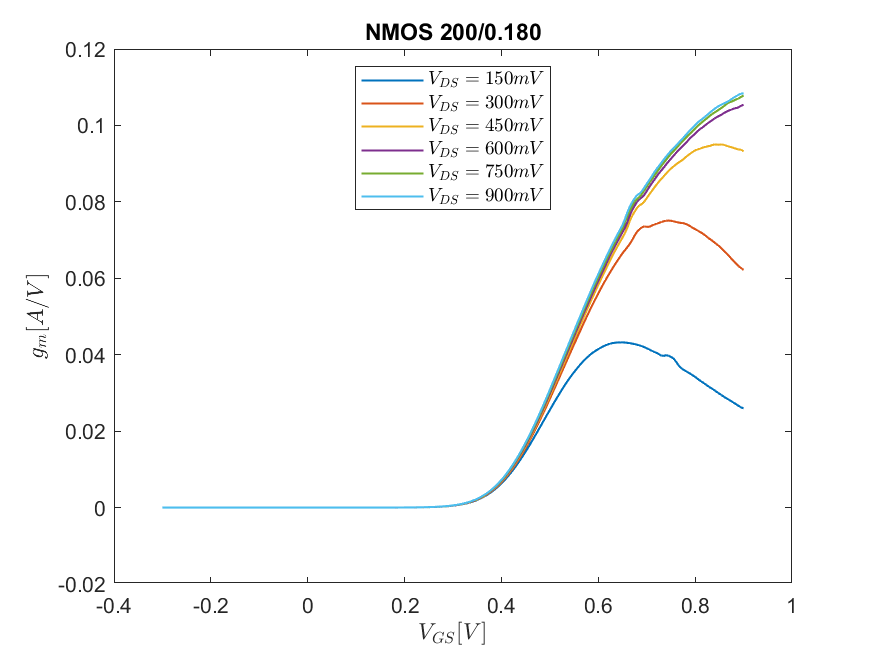 NMOS 200/0.180
0.12
0.1
0.08
0.06
0.04
0.02
0
-0.02
g_m[A/V]
V_DS = 150mV
V_DS = 300mV
V_DS = 450mV
V_DS = 600mV
V_DS = 750mV
V_DS = 900mV
-0.4 -0.2 0 0.2 0.4 0.6 0.8 1
V_GS[V]